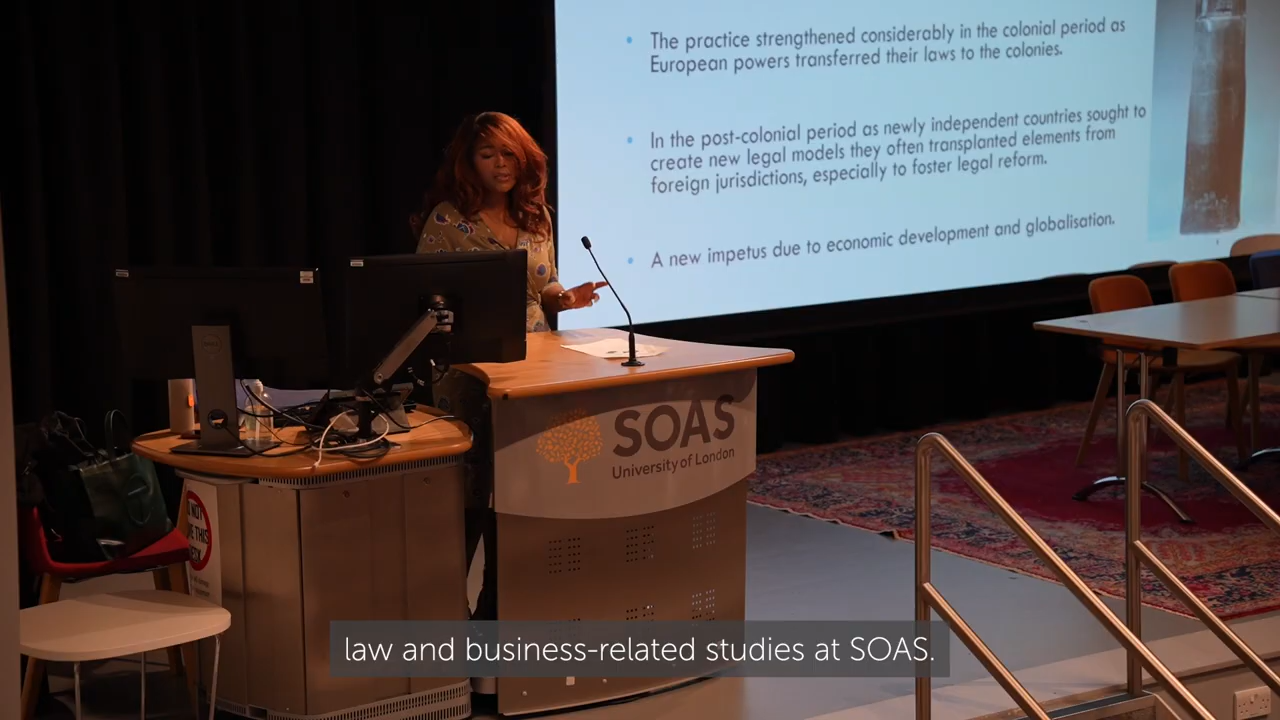 The practice strengthened considerably in the colonial period as
European powers transferred their laws to the colonies.
In the post-colonial period as newly independent countries sought to
create new legal models they often transplanted elements from
foreign jurisdictions, especially to foster legal reform.
A new impetus due to economic development and globalisation.
SOAS
University of London
law and business-related studies at SOAS.